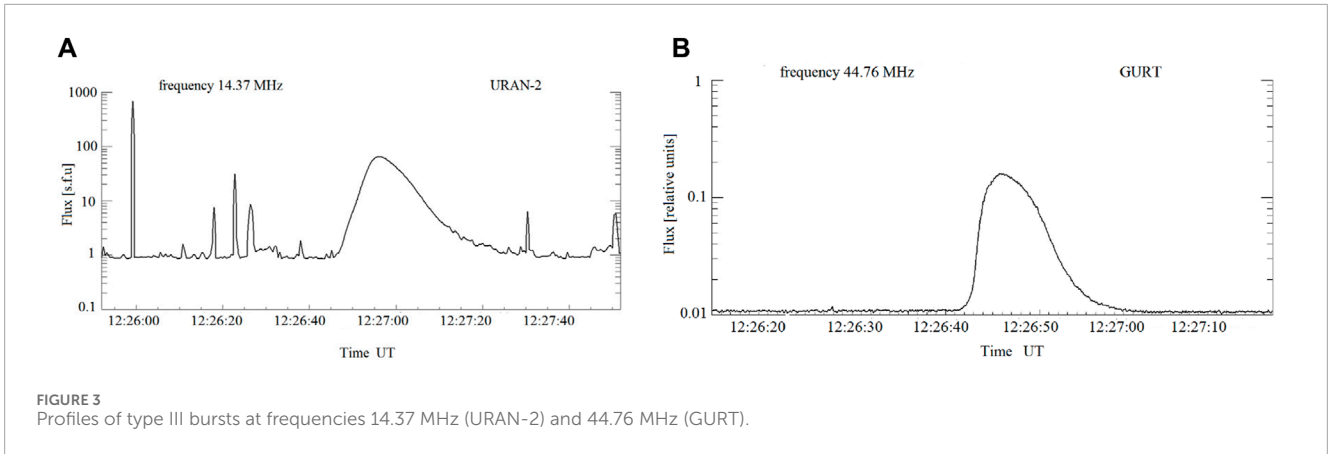 A
frequency 14.37 MHz URAN-2
Flux [s.f.u]
1000
100
10
1
0.1
12:26:00 12:26:20 12:26:40 12:27:00 12:27:20 12:27:40
Time UT
B
frequency 44.76 MHz GURT
Flux [relative units]
1
0.1
0.01
12:26:20 12:26:30 12:26:40 12:26:50 12:27:00 12:27:10
Time UT
FIGURE 3
Profiles of type III bursts at frequencies 14.37 MHz (URAN-2) and 44.76 MHz (GURT).